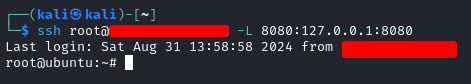 ┌──(kali㉿kali)-[~]
└─$ ssh root@ -L 8080:127.0.0.1:8080
Last login: Sat Aug 31 13:58:58 2024 from
root@ubuntu:~#